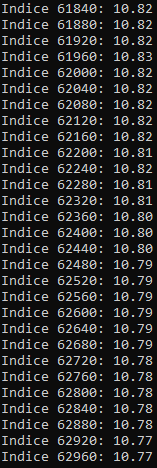 Indice 61840: 10.82
Indice 61880: 10.82
Indice 61920: 10.82
Indice 61960: 10.83
Indice 62000: 10.82
Indice 62040: 10.82
Indice 62080: 10.82
Indice 62120: 10.82
Indice 62160: 10.82
Indice 62200: 10.81
Indice 62240: 10.82
Indice 62280: 10.81
Indice 62320: 10.81
Indice 62360: 10.80
Indice 62400: 10.80
Indice 62440: 10.80
Indice 62480: 10.79
Indice 62520: 10.79
Indice 62560: 10.79
Indice 62600: 10.79
Indice 62640: 10.79
Indice 62680: 10.79
Indice 62720: 10.78
Indice 62760: 10.78
Indice 62800: 10.78
Indice 62840: 10.78
Indice 62880: 10.78
Indice 62920: 10.77
Indice 62960: 10.77